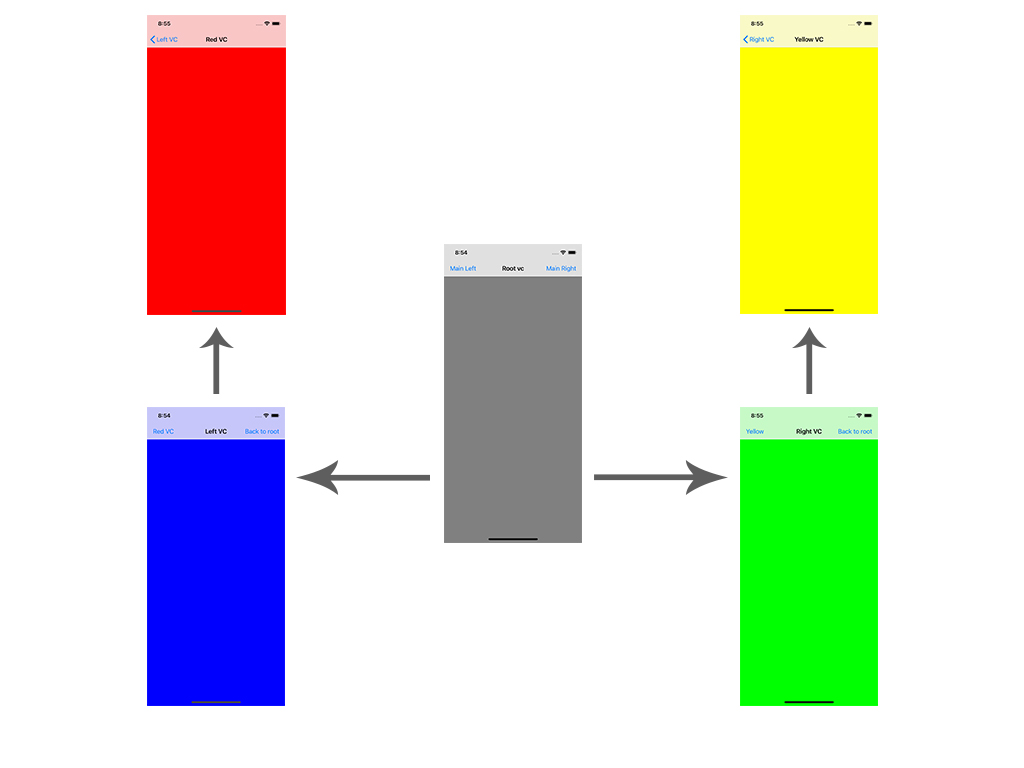 8:55
Left VC Red VC
8:55
Right VC Yellow VC
8:54
Main Left Root vc Main Right
8:54
Red VC Left VC Back to root
8:55
Yellow Right VC Back to root